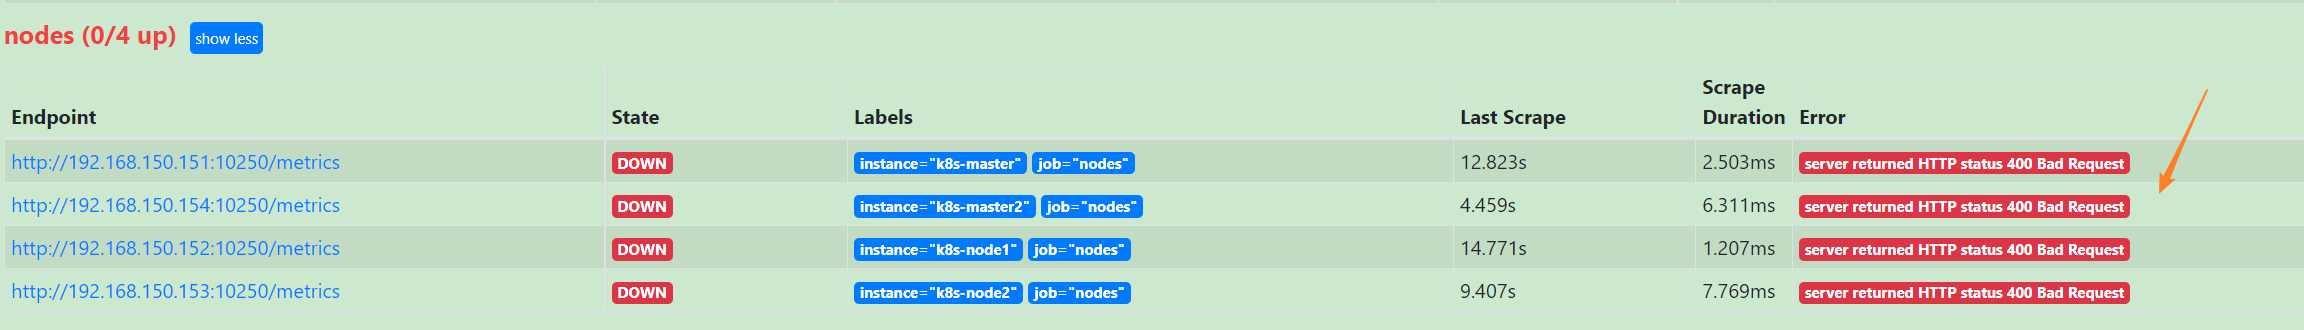 nodes (0/4 up) show less
Endpoint State Labels Last Scrape Scrape Duration Error
http://192.168.150.151:10250/metrics DOWN instance="k8s-master" job="nodes" 12.823s 2.503ms server returned HTTP status 400 Bad Request
http://192.168.150.154:10250/metrics DOWN instance="k8s-master2" job="nodes" 4.459s 6.311ms server returned HTTP status 400 Bad Request
http://192.168.150.152:10250/metrics DOWN instance="k8s-node1" job="nodes" 14.771s 1.207ms server returned HTTP status 400 Bad Request
http://192.168.150.153:10250/metrics DOWN instance="k8s-node2" job="nodes" 9.407s 7.769ms server returned HTTP status 400 Bad Request